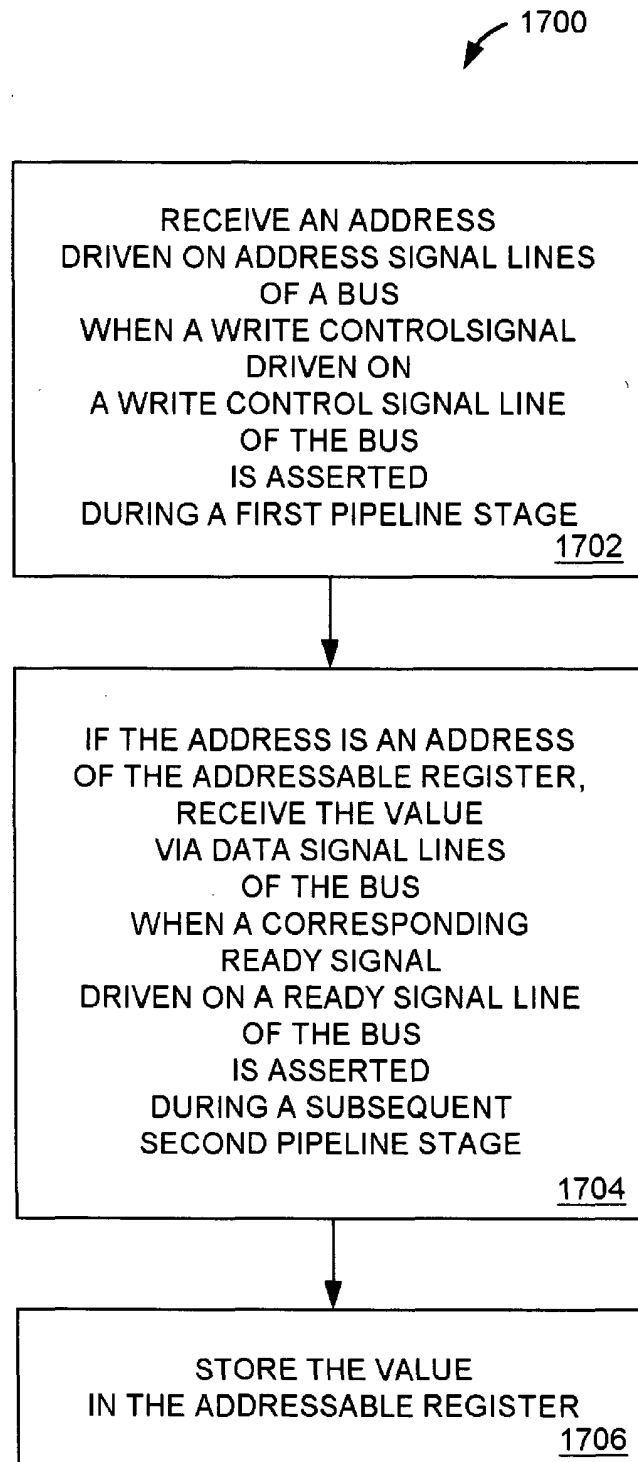 1700
RECEIVE AN ADDRESS
DRIVEN ON ADDRESS SIGNAL LINES
OF A BUS
WHEN A WRITE CONTROLSIGNAL
DRIVEN ON
A WRITE CONTROL SIGNAL LINE
OF THE BUS
IS ASSERTED
DURING A FIRST PIPELINE STAGE
1702
IF THE ADDRESS IS AN ADDRESS
OF THE ADDRESSABLE REGISTER,
RECEIVE THE VALUE
VIA DATA SIGNAL LINES
OF THE BUS
WHEN A CORRESPONDING
READY SIGNAL
DRIVEN ON A READY SIGNAL LINE
OF THE BUS
IS ASSERTED
DURING A SUBSEQUENT
SECOND PIPELINE STAGE
1704
STORE THE VALUE
IN THE ADDRESSABLE REGISTER
1706